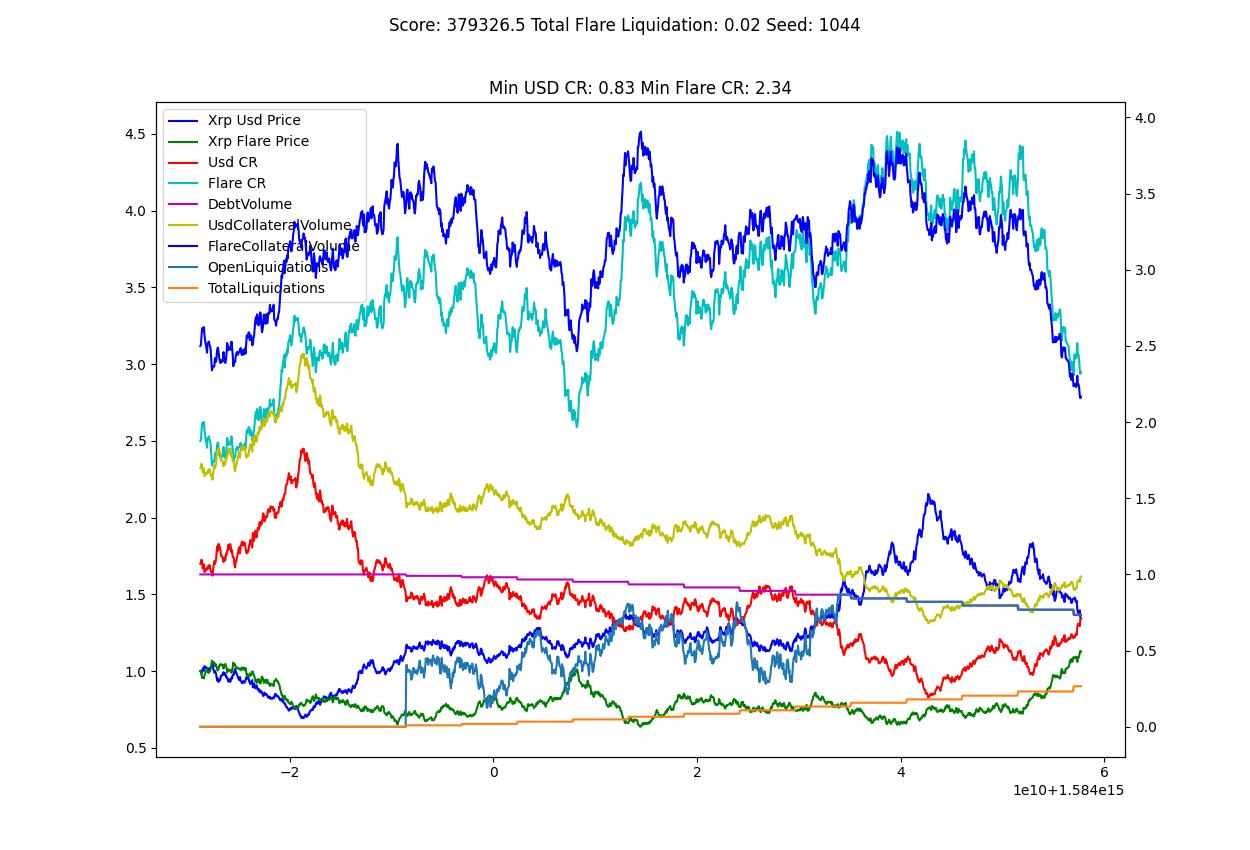 Score: 379326.5 Total Flare Liquidation: 0.02 Seed: 1044
Min USD CR: 0.83 Min Flare CR: 2.34
Xrp Usd Price
Xrp Flare Price
Usd CR
Flare CR
DebtVolume
UsdCollateralVolume
FlareCollateralVolume
OpenLiquidations
TotalLiquidations
4.5
4.0
3.5
3.0
2.5
2.0
1.5
1.0
0.5
4.0
3.5
3.0
2.5
2.0
1.5
1.0
0.5
0.0
−2 0 2 4 6
1e10+1.584e15